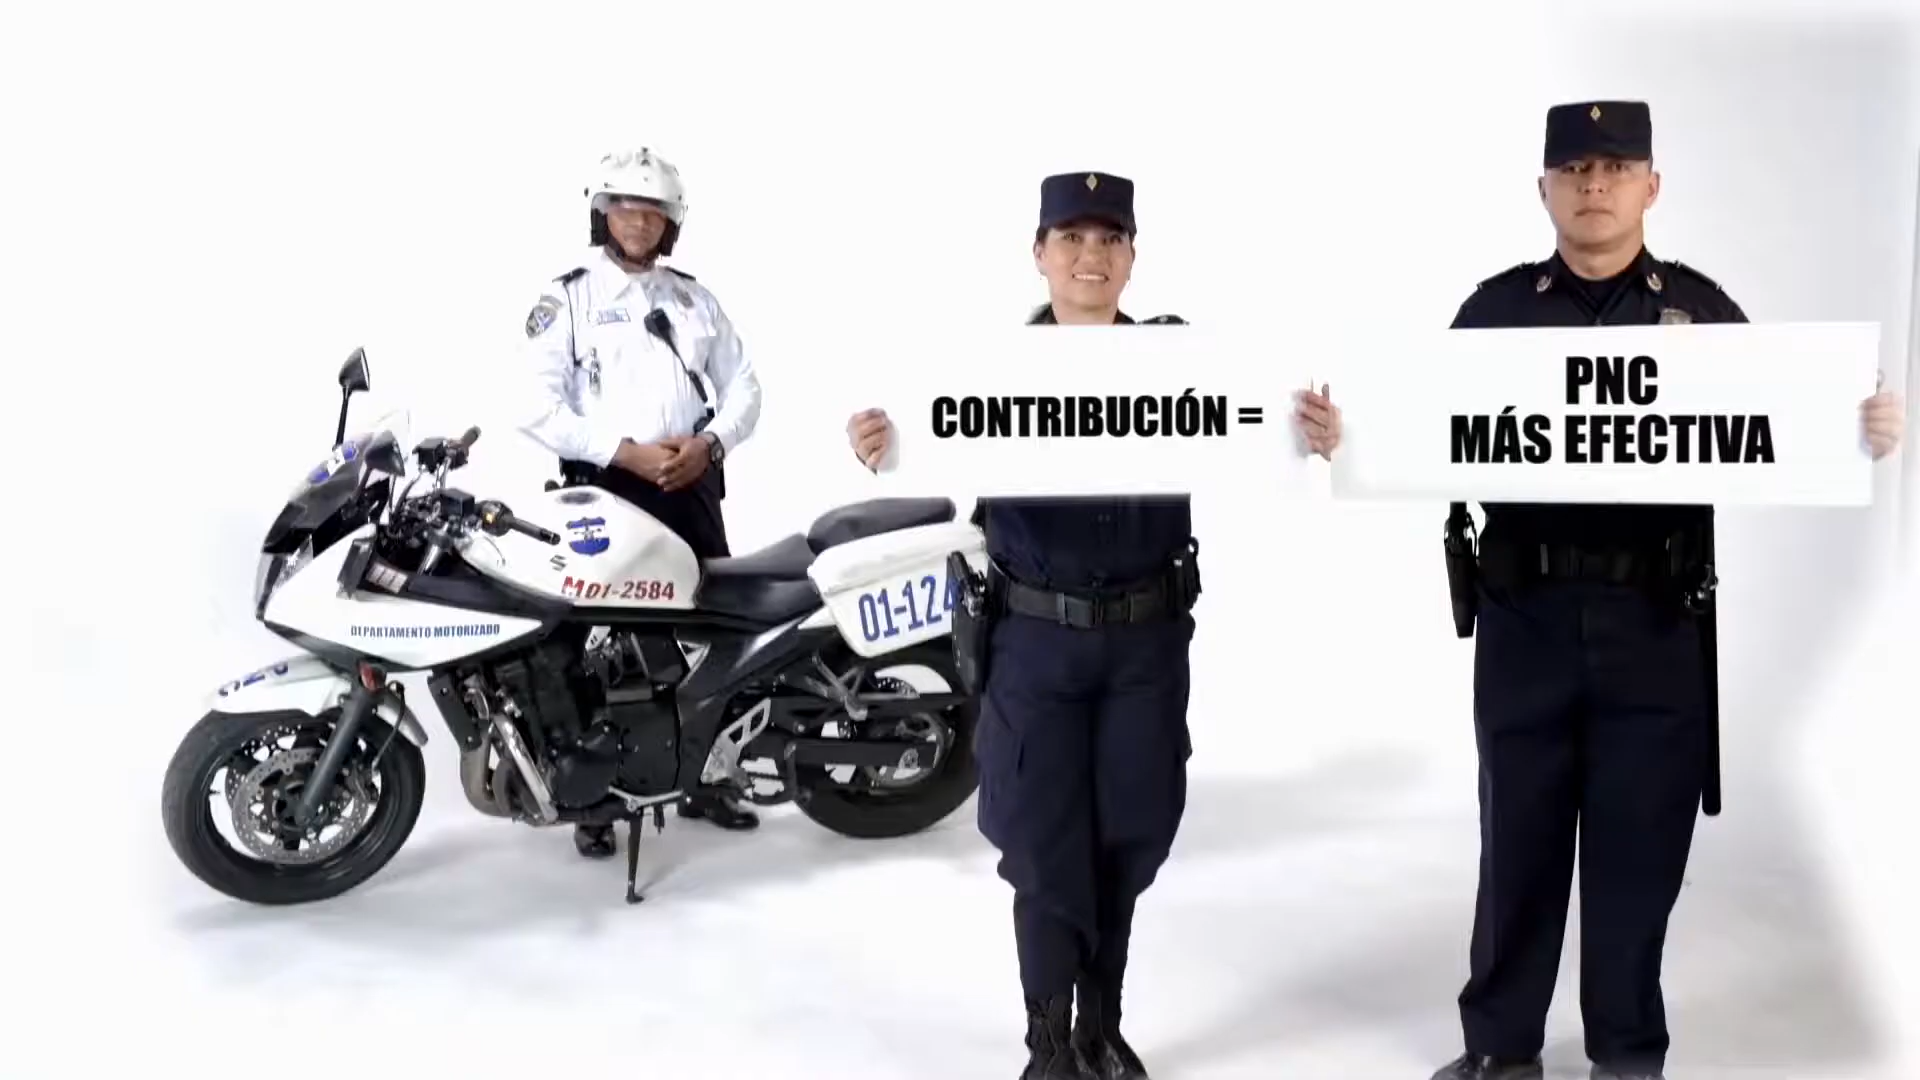 CONTRIBUCIÓN =
PNC
MÁS EFECTIVA
M01-2584
01-124
DEPARTAMENTO MOTORIZADO